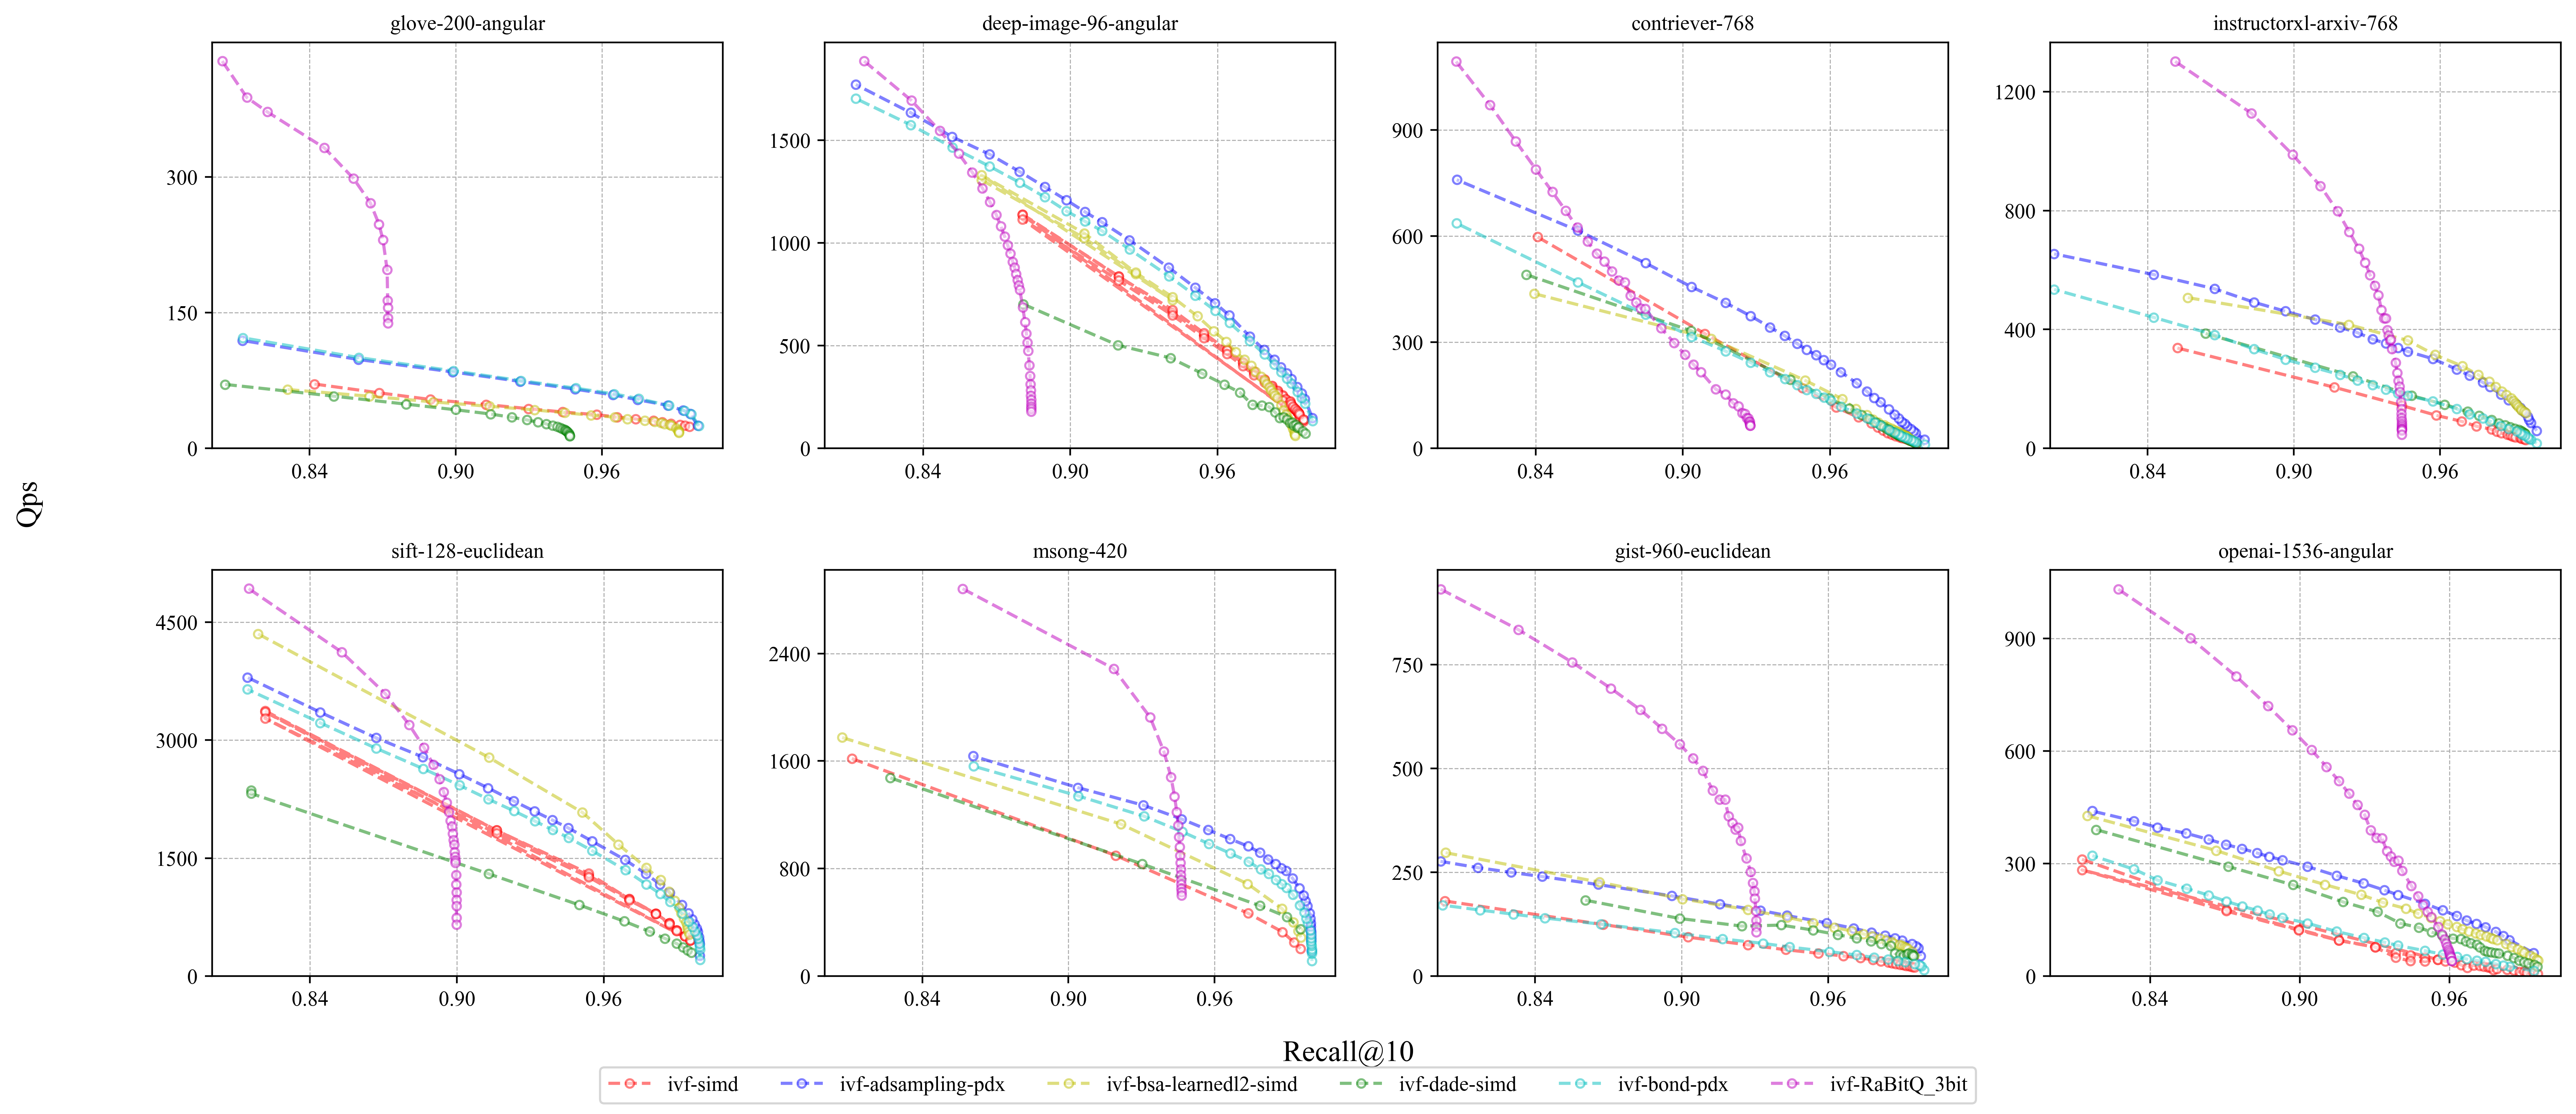 glove-200-angular
deep-image-96-angular
contriever-768
instructorxl-arxiv-768
300
150
0
0.84 0.90 0.96
1500
1000
500
0
0.84 0.90 0.96
900
600
300
0
0.84 0.90 0.96
1200
800
400
0
0.84 0.90 0.96
Qps
sift-128-euclidean
msong-420
gist-960-euclidean
openai-1536-angular
4500
3000
1500
0
0.84 0.90 0.96
2400
1600
800
0
0.84 0.90 0.96
750
500
250
0
0.84 0.90 0.96
900
600
300
0
0.84 0.90 0.96
Recall@10
ivf-simd ivf-adsampling-pdx ivf-bsa-learnedl2-simd ivf-dade-simd ivf-bond-pdx ivf-RaBitQ_3bit